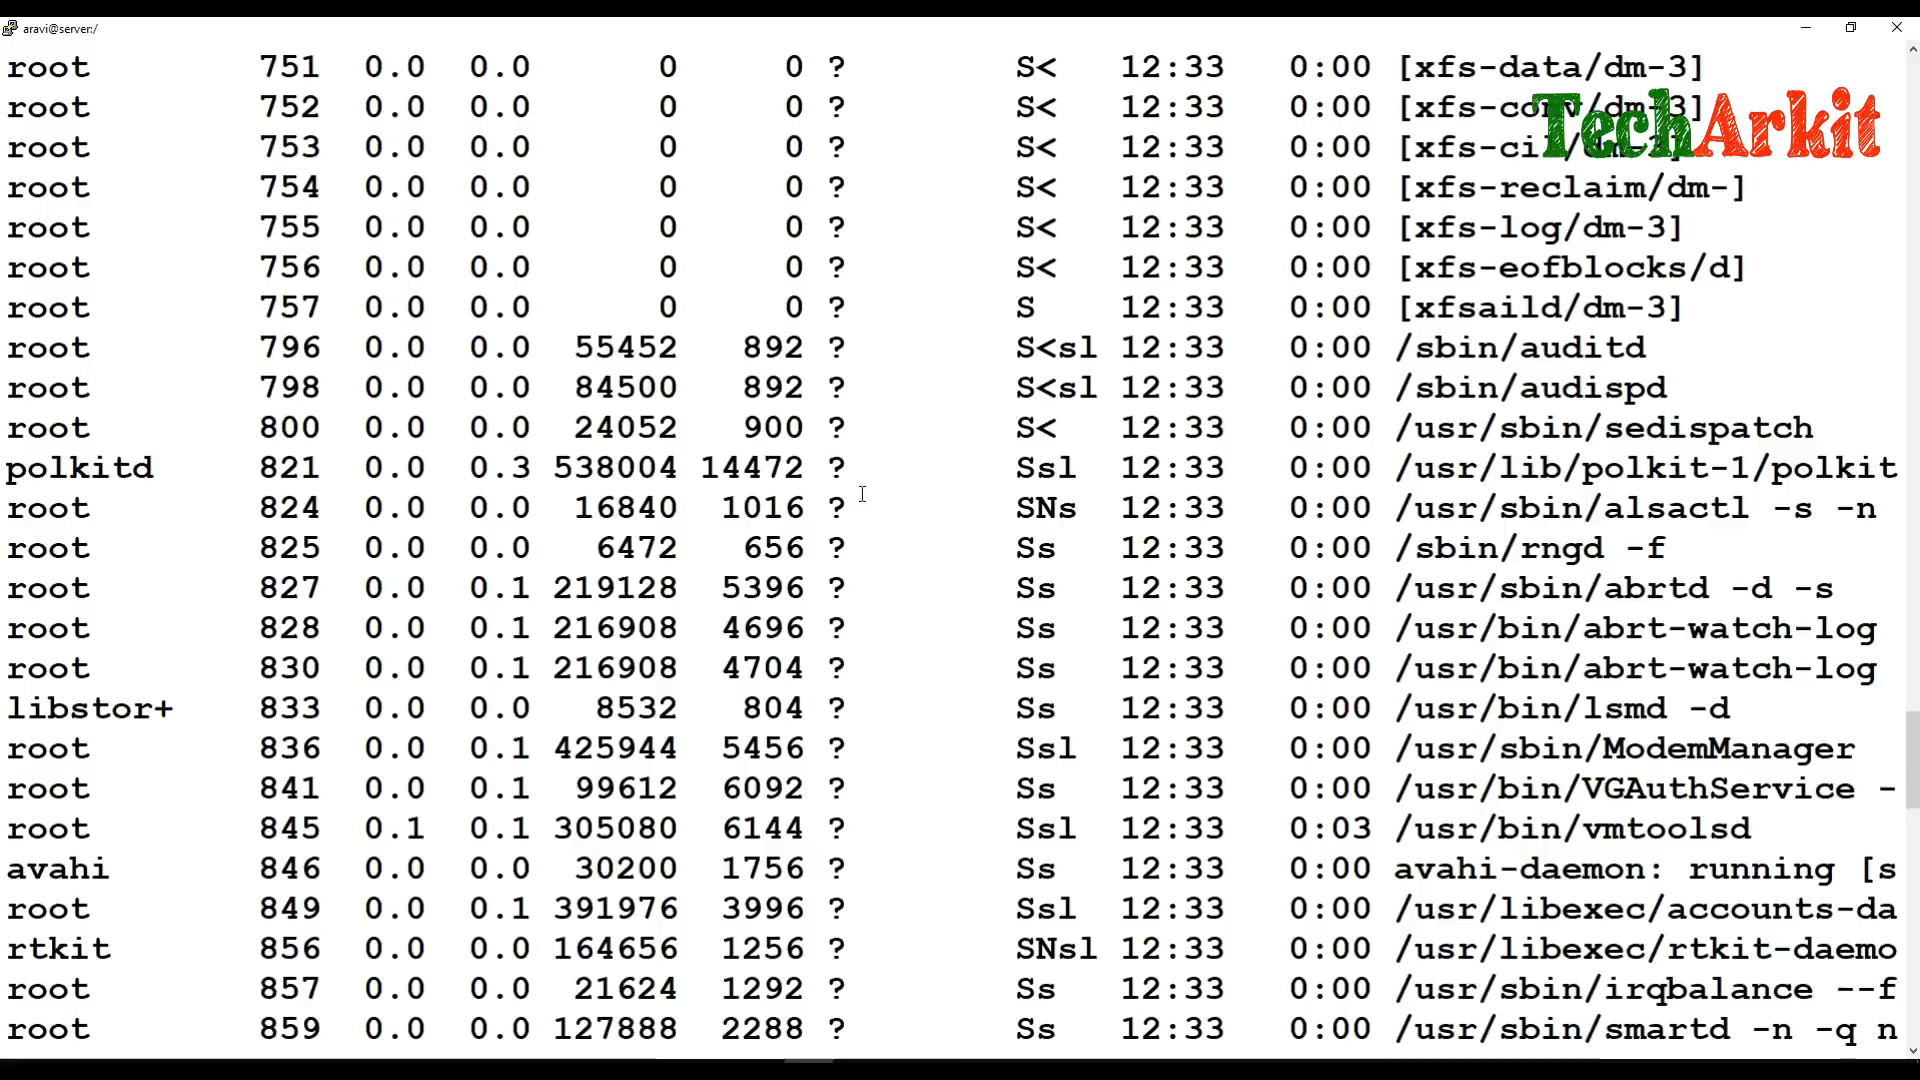 aravi@server:/
root 751 0.0 0.0 0 0 ? S< 12:33 0:00 [xfs-data/dm-3]
root 752 0.0 0.0 0 0 ? S< 12:33 0:00 [xfs-conv/dm-3]
TechArkit
root 753 0.0 0.0 0 0 ? S< 12:33 0:00 [xfs-cil/dm-3]
root 754 0.0 0.0 0 0 ? S< 12:33 0:00 [xfs-reclaim/dm-]
root 755 0.0 0.0 0 0 ? S< 12:33 0:00 [xfs-log/dm-3]
root 756 0.0 0.0 0 0 ? S< 12:33 0:00 [xfs-eofblocks/d]
root 757 0.0 0.0 0 0 ? S 12:33 0:00 [xfsaild/dm-3]
root 796 0.0 0.0 55452 892 ? S<sl 12:33 0:00 /sbin/auditd
root 798 0.0 0.0 84500 892 ? S<sl 12:33 0:00 /sbin/audispd
root 800 0.0 0.0 24052 900 ? S< 12:33 0:00 /usr/sbin/sedispatch
polkitd 821 0.0 0.3 538004 14472 ? Ssl 12:33 0:00 /usr/lib/polkit-1/polkit
root 824 0.0 0.0 16840 1016 ? SNs 12:33 0:00 /usr/sbin/alsactl -s -n
root 825 0.0 0.0 6472 656 ? Ss 12:33 0:00 /sbin/rngd -f
root 827 0.0 0.1 219128 5396 ? Ss 12:33 0:00 /usr/sbin/abrtd -d -s
root 828 0.0 0.1 216908 4696 ? Ss 12:33 0:00 /usr/bin/abrt-watch-log
root 830 0.0 0.1 216908 4704 ? Ss 12:33 0:00 /usr/bin/abrt-watch-log
libstor+ 833 0.0 0.0 8532 804 ? Ss 12:33 0:00 /usr/bin/lsmd -d
root 836 0.0 0.1 425944 5456 ? Ssl 12:33 0:00 /usr/sbin/ModemManager
root 841 0.0 0.1 99612 6092 ? Ss 12:33 0:00 /usr/bin/VGAuthService -
root 845 0.1 0.1 305080 6144 ? Ssl 12:33 0:03 /usr/bin/vmtoolsd
avahi 846 0.0 0.0 30200 1756 ? Ss 12:33 0:00 avahi-daemon: running [s
root 849 0.0 0.1 391976 3996 ? Ssl 12:33 0:00 /usr/libexec/accounts-da
rtkit 856 0.0 0.0 164656 1256 ? SNsl 12:33 0:00 /usr/libexec/rtkit-daemo
root 857 0.0 0.0 21624 1292 ? Ss 12:33 0:00 /usr/sbin/irqbalance --f
root 859 0.0 0.0 127888 2288 ? Ss 12:33 0:00 /usr/sbin/smartd -n -q n